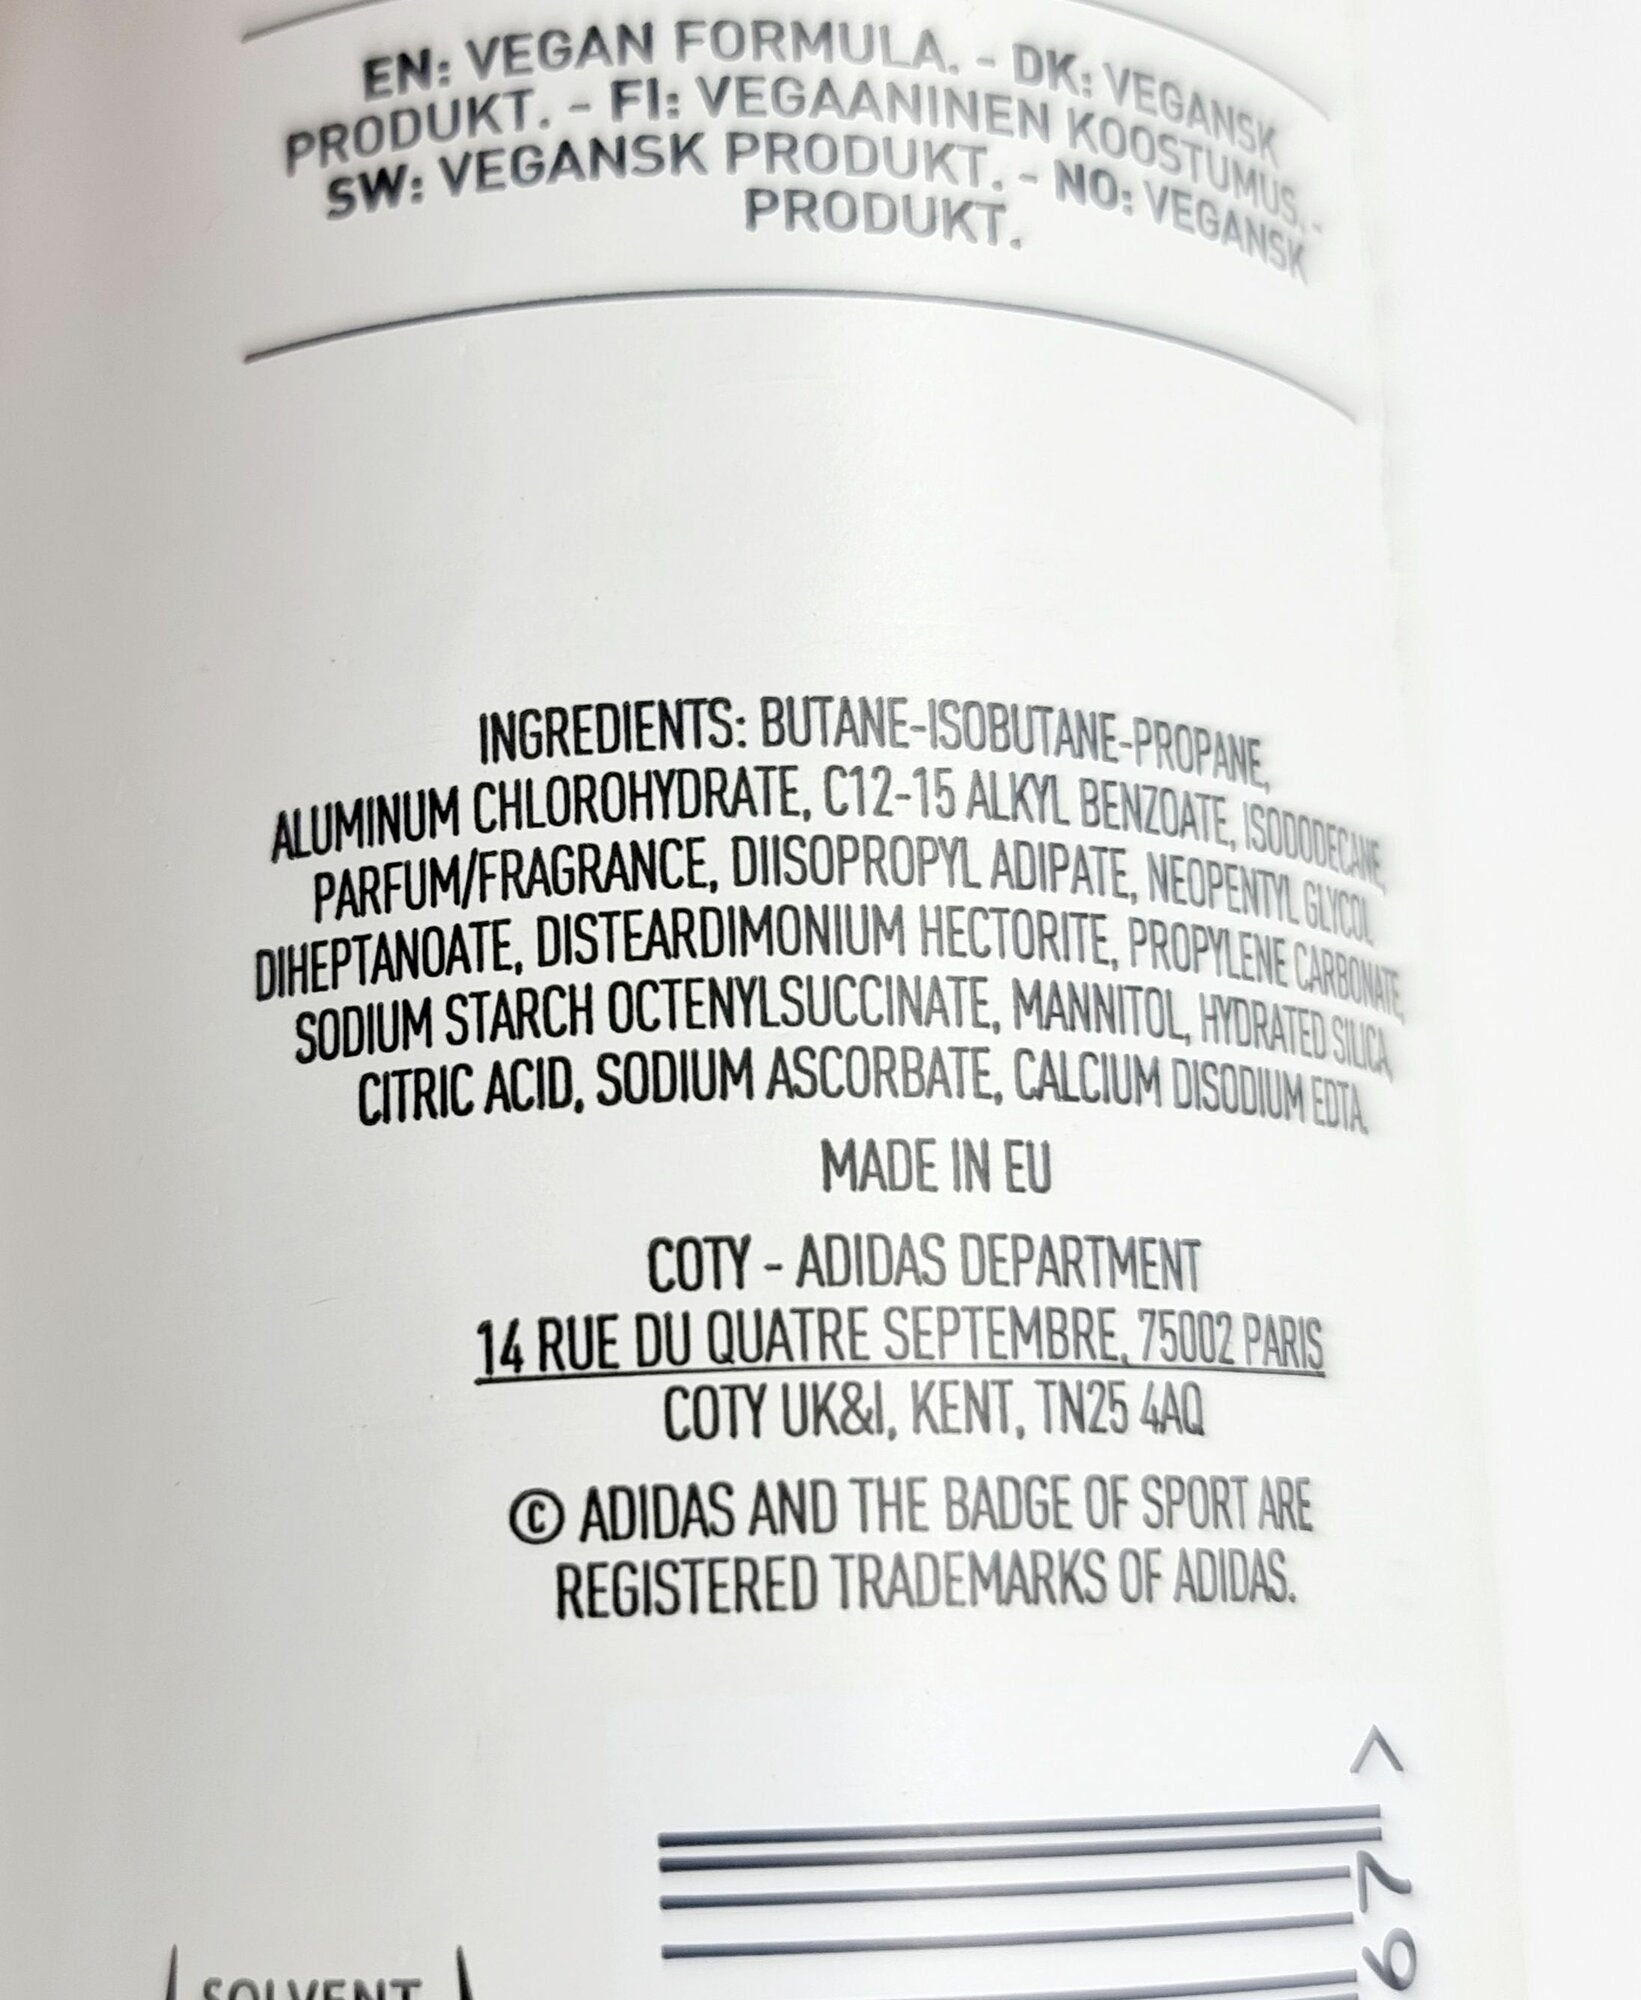 EN: VEGAN FORMULA. - DK: VEGANSK
PRODUKT. - FI: VEGAANINEN KOOSTUMUS. -
SW: VEGANSK PRODUKT. - NO: VEGANSK
PRODUKT.
INGREDIENTS: BUTANE-ISOBUTANE-PROPANE,
ALUMINUM CHLOROHYDRATE, C12-15 ALKYL BENZOATE, ISODODECANE,
PARFUM/FRAGRANCE, DIISOPROPYL ADIPATE, NEOPENTYL GLYCOL
DIHEPTANOATE, DISTEARDIMONIUM HECTORITE, PROPYLENE CARBONATE,
SODIUM STARCH OCTENYLSUCCINATE, MANNITOL, HYDRATED SILICA,
CITRIC ACID, SODIUM ASCORBATE, CALCIUM DISODIUM EDTA.
MADE IN EU
COTY - ADIDAS DEPARTMENT
14 RUE DU QUATRE SEPTEMBRE, 75002 PARIS
COTY UK&I, KENT, TN25 4AQ
© ADIDAS AND THE BADGE OF SPORT ARE
REGISTERED TRADEMARKS OF ADIDAS.
> 
67
SOLVENT